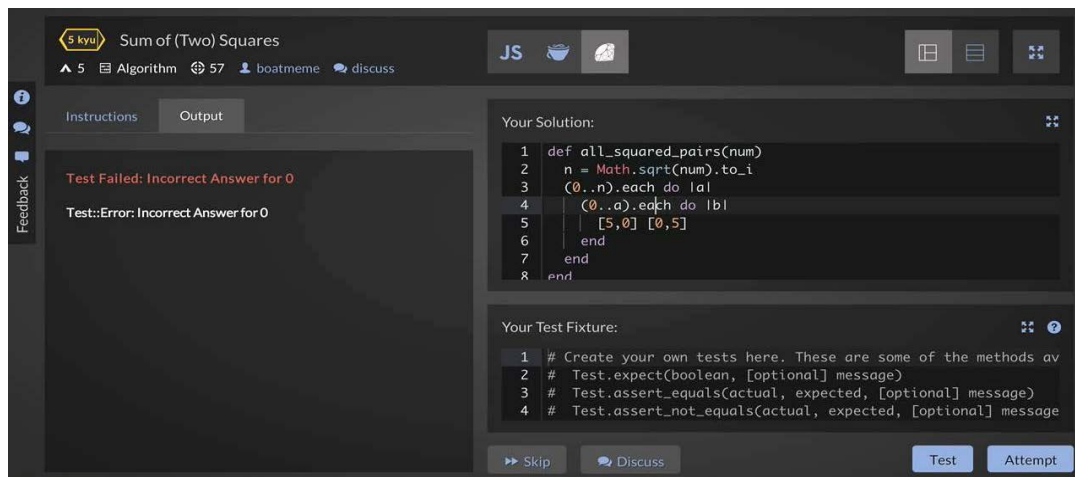 5 kyu Sum of (Two) Squares
5 Algorithm 57 boatmeme discuss
JS
Feedback
Instructions Output
Test Failed: Incorrect Answer for 0
Test::Error: Incorrect Answer for 0
Your Solution:
1 def all_squared_pairs(num)
2 n = Math.sqrt(num).to_i
3 (0..n).each do |a|
4 (0..a).each do |b|
5 [5,0] [0,5]
6 end
7 end
8 end
Your Test Fixture:
1 # Create your own tests here. These are some of the methods av
2 # Test.expect(boolean, [optional] message)
3 # Test.assert_equals(actual, expected, [optional] message)
4 # Test.assert_not_equals(actual, expected, [optional] message
Skip Discuss Test Attempt